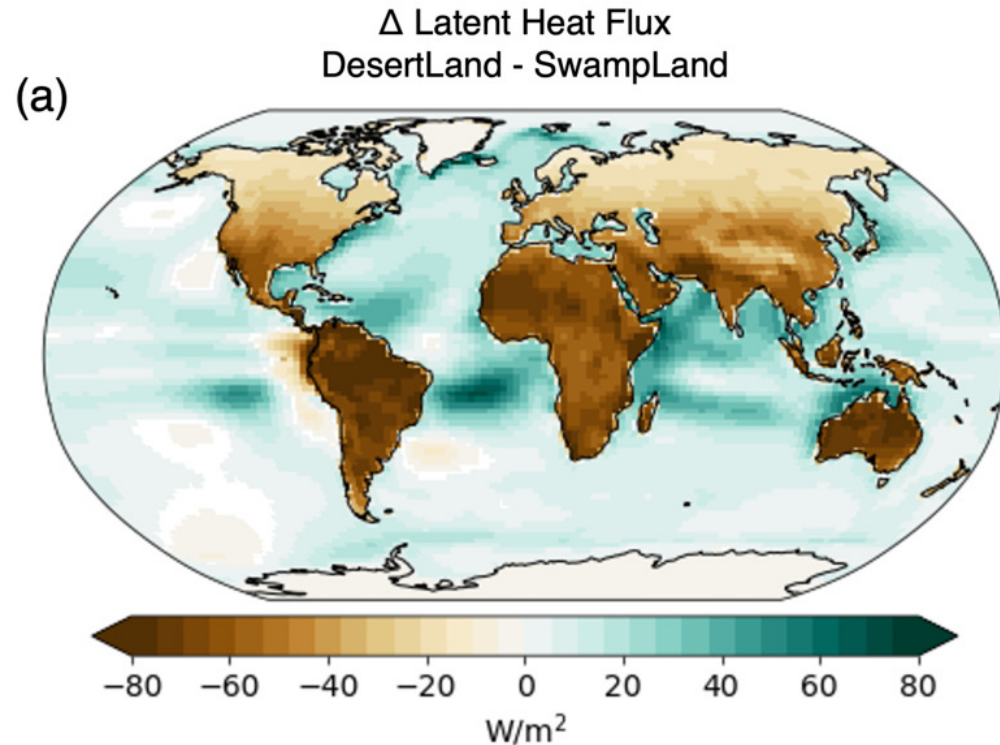 Δ Latent Heat Flux
DesertLand - SwampLand
(a)
−80 −60 −40 −20 0 20 40 60 80
W/m²